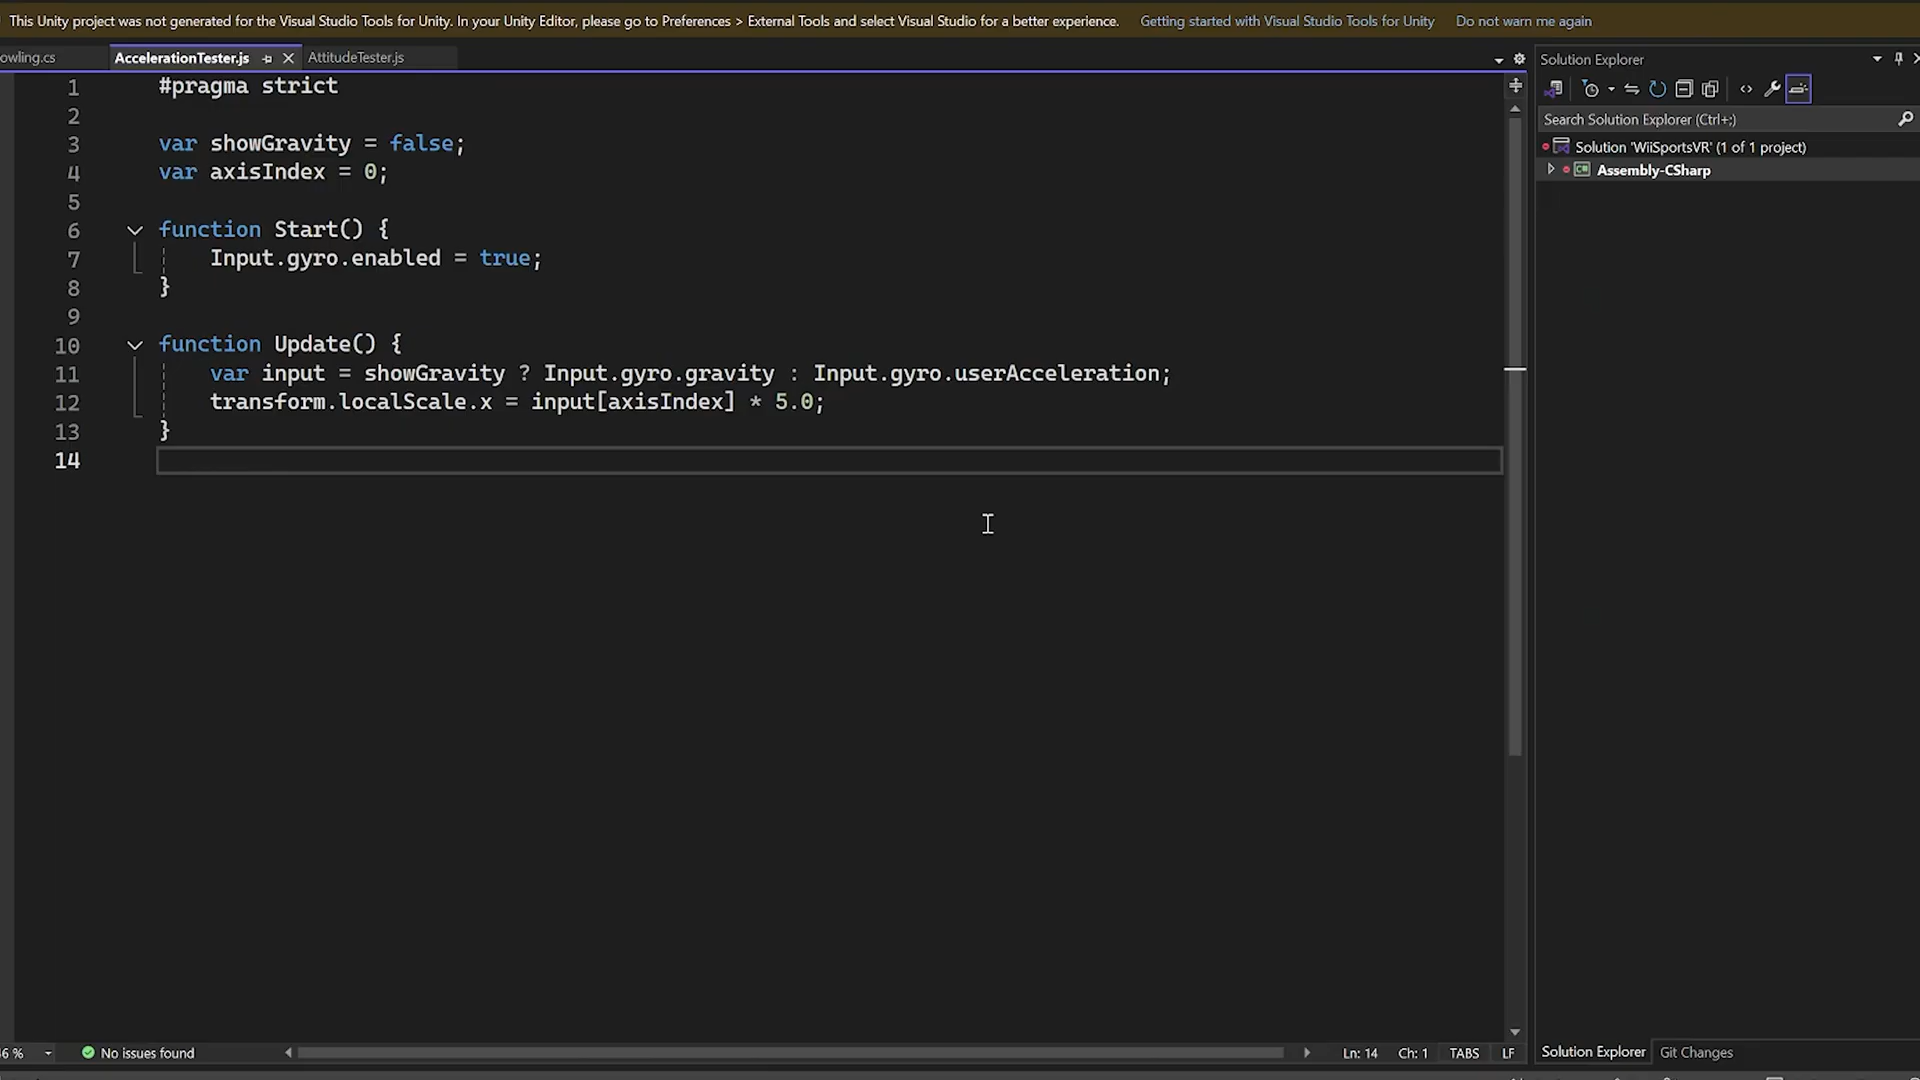 This Unity project was not generated for the Visual Studio Tools for Unity. In your Unity Editor, please go to Preferences > External Tools and select Visual Studio for a better experience. Getting started with Visual Studio Tools for Unity Do not warn me again
owling.cs AccelerationTester.js AttitudeTester.js
Solution Explorer
Search Solution Explorer (Ctrl+;)
Solution 'WiiSportsVR' (1 of 1 project)
Assembly-CSharp
1 #pragma strict
2
3 var showGravity = false;
4 var axisIndex = 0;
5
6 function Start() {
7 Input.gyro.enabled = true;
8 }
9
10 function Update() {
11 var input = showGravity ? Input.gyro.gravity : Input.gyro.userAcceleration;
12 transform.localScale.x = input[axisIndex] * 5.0;
13 }
14
6 % No issues found Ln: 14 Ch: 1 TABS LF
Solution Explorer Git Changes